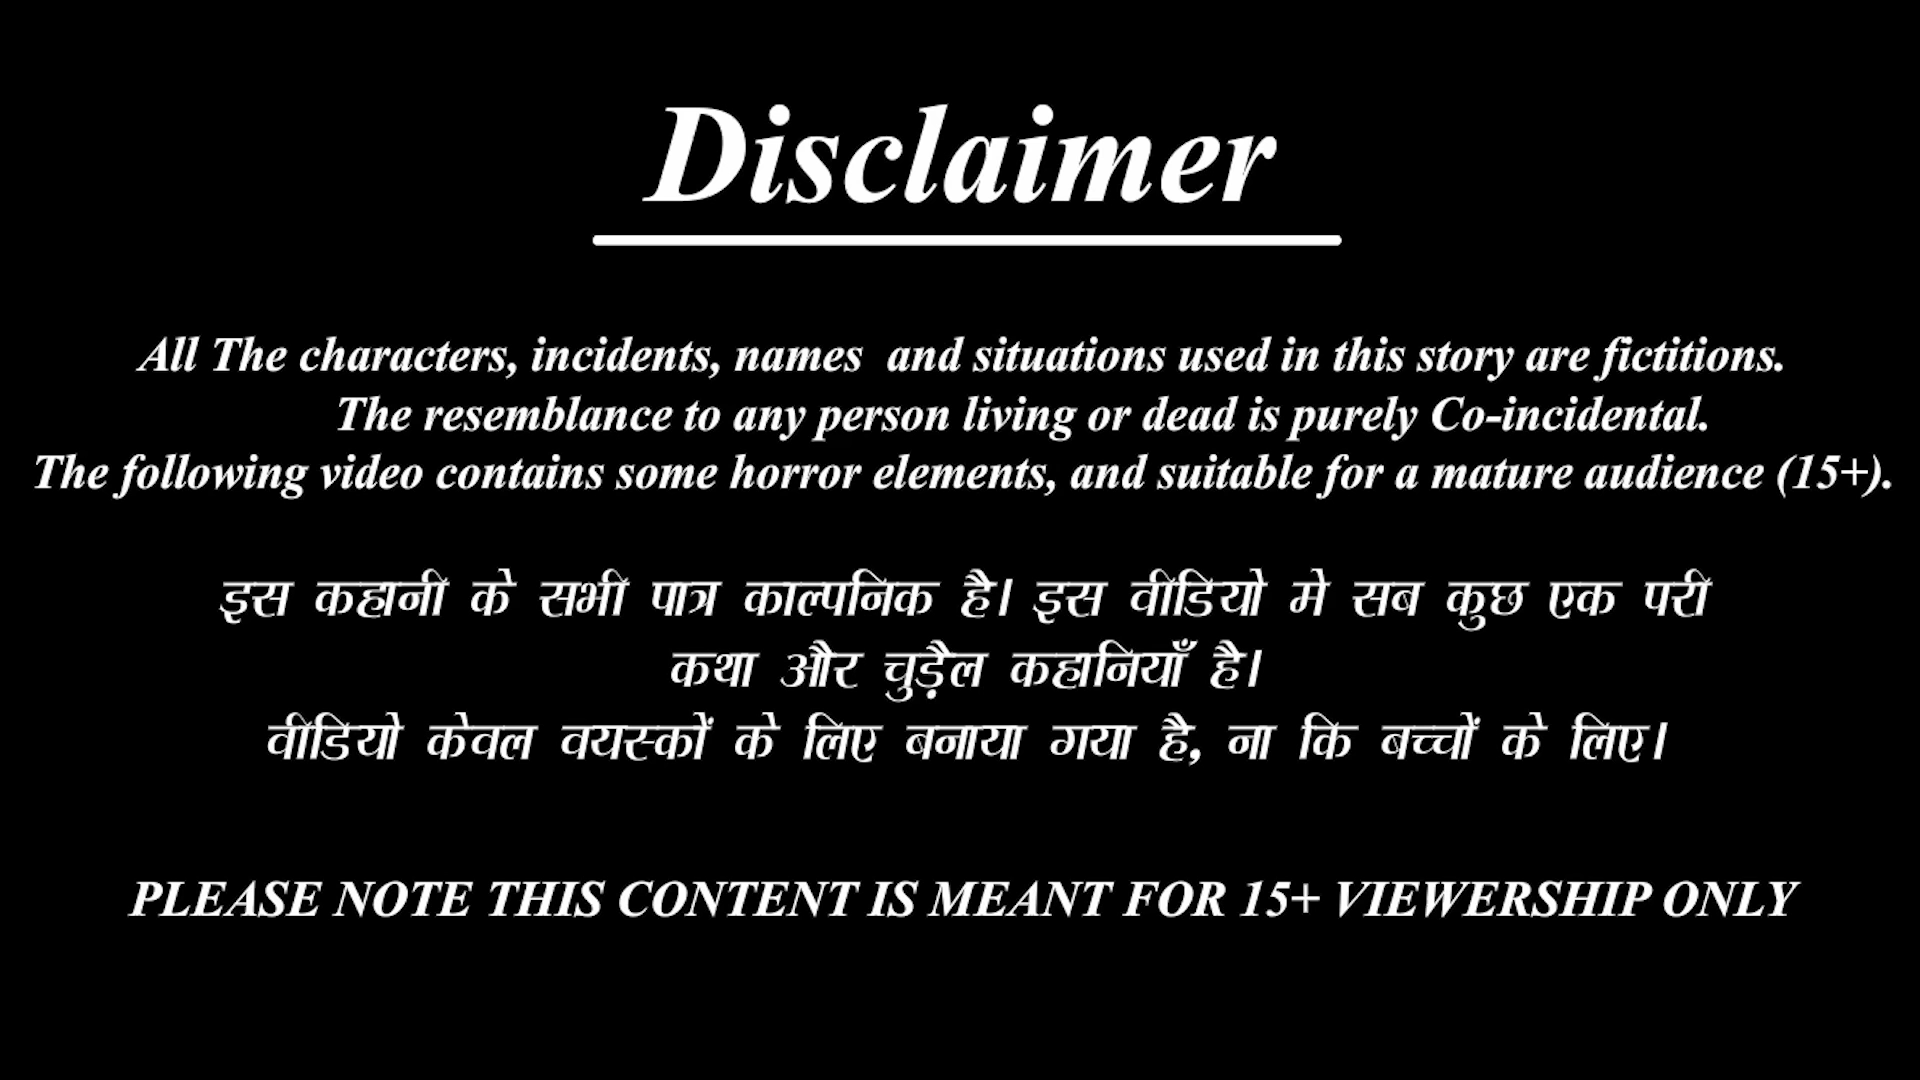 Disclaimer
All The characters, incidents, names and situations used in this story are fictitions.
The resemblance to any person living or dead is purely Co-incidental.
The following video contains some horror elements, and suitable for a mature audience (15+).
इस कहानी के सभी पात्र काल्पनिक है। इस वीडियो मे सब कुछ एक परी
कथा और चुड़ैल कहानियाँ है।
वीडियो केवल वयस्कों के लिए बनाया गया है, ना कि बच्चों के लिए।
PLEASE NOTE THIS CONTENT IS MEANT FOR 15+ VIEWERSHIP ONLY